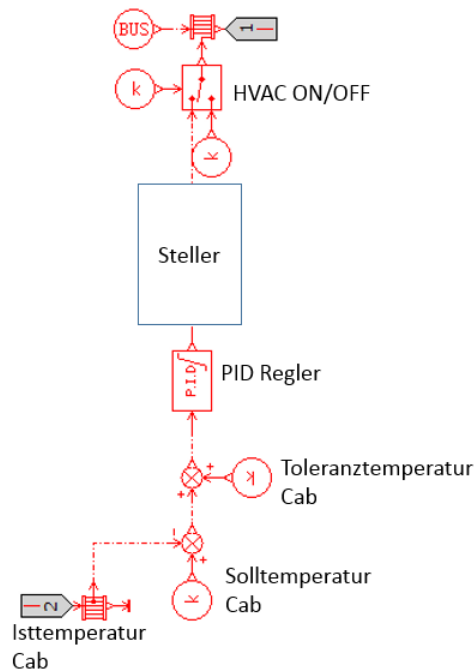 BUS
1
k
HVAC ON/OFF
k
Steller
P.I.D
PID Regler
+
+
k
Toleranztemperatur
Cab
-
+
Solltemperatur
Cab
k
2
Isttemperatur
Cab